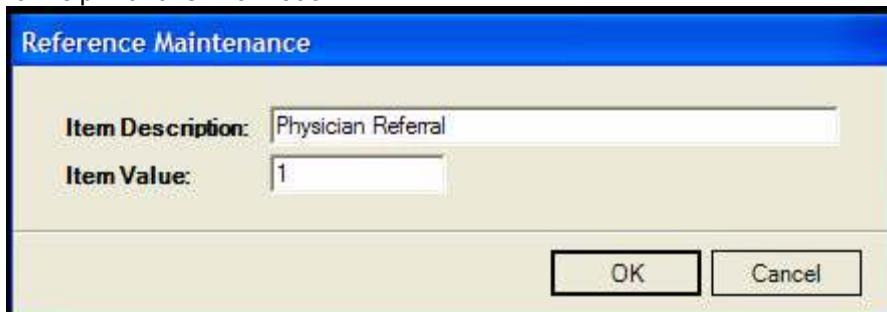 Reference Maintenance
Item Description: Physician Referral
Item Value: 1
OK Cancel